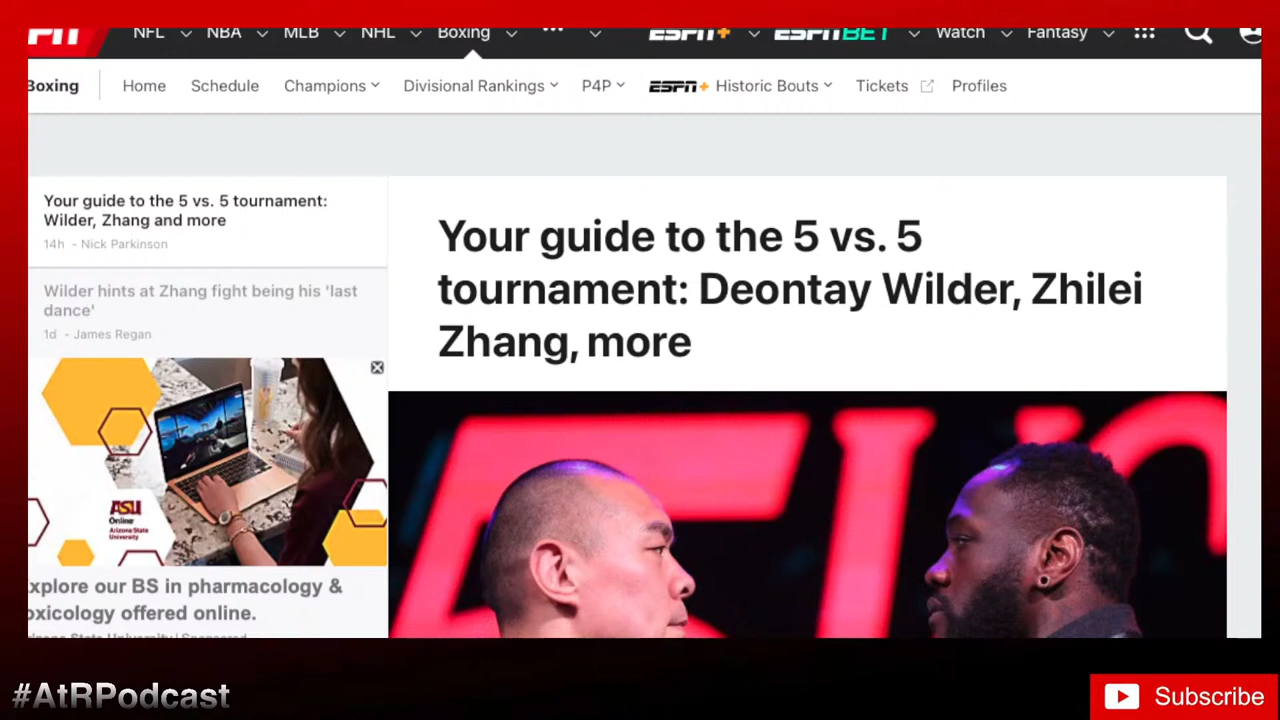 NFL NBA MLB NHL Boxing ... ESPN+ ESPN BET Watch Fantasy
Boxing Home Schedule Champions Divisional Rankings P4P ESPN+ Historic Bouts Tickets Profiles
Your guide to the 5 vs. 5 tournament:
Wilder, Zhang and more
14h - Nick Parkinson
Wilder hints at Zhang fight being his 'last
dance'
1d - James Regan
ASU
Online
Arizona State
University
xplore our BS in pharmacology &
oxicology offered online.
Your guide to the 5 vs. 5
tournament: Deontay Wilder, Zhilei
Zhang, more
#AtRPodcast
Subscribe